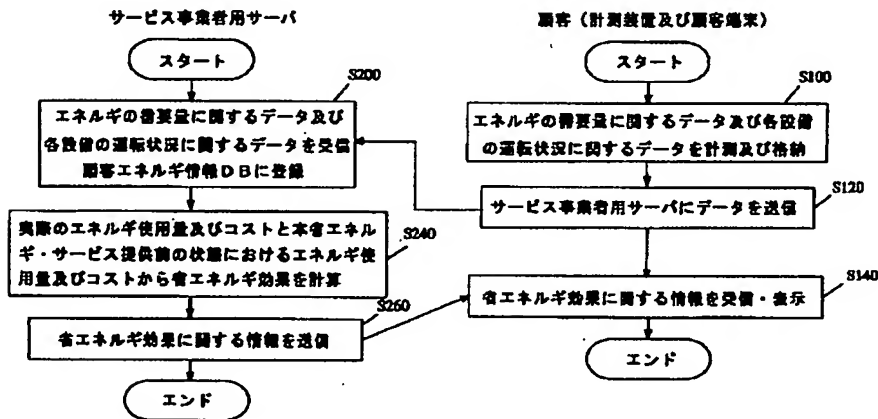 サービス事業者用サーバ
スタート
S200
エネルギの需要量に関するデータ及び
各設備の運転状況に関するデータを受信
顧客エネルギ情報DBに登録
実際のエネルギ使用量及びコストと本省エネル
ギ・サービス提供前の状態におけるエネルギ使
用量及びコストから省エネルギ効果を計算
S240
S260
省エネルギ効果に関する情報を送信
エンド
顧客（計測装置及び顧客端末）
スタート
S100
エネルギの需要量に関するデータ及び各設備
の運転状況に関するデータを計測及び格納
S120
サービス事業者用サーバにデータを送信
S140
省エネルギ効果に関する情報を受信・表示
エンド